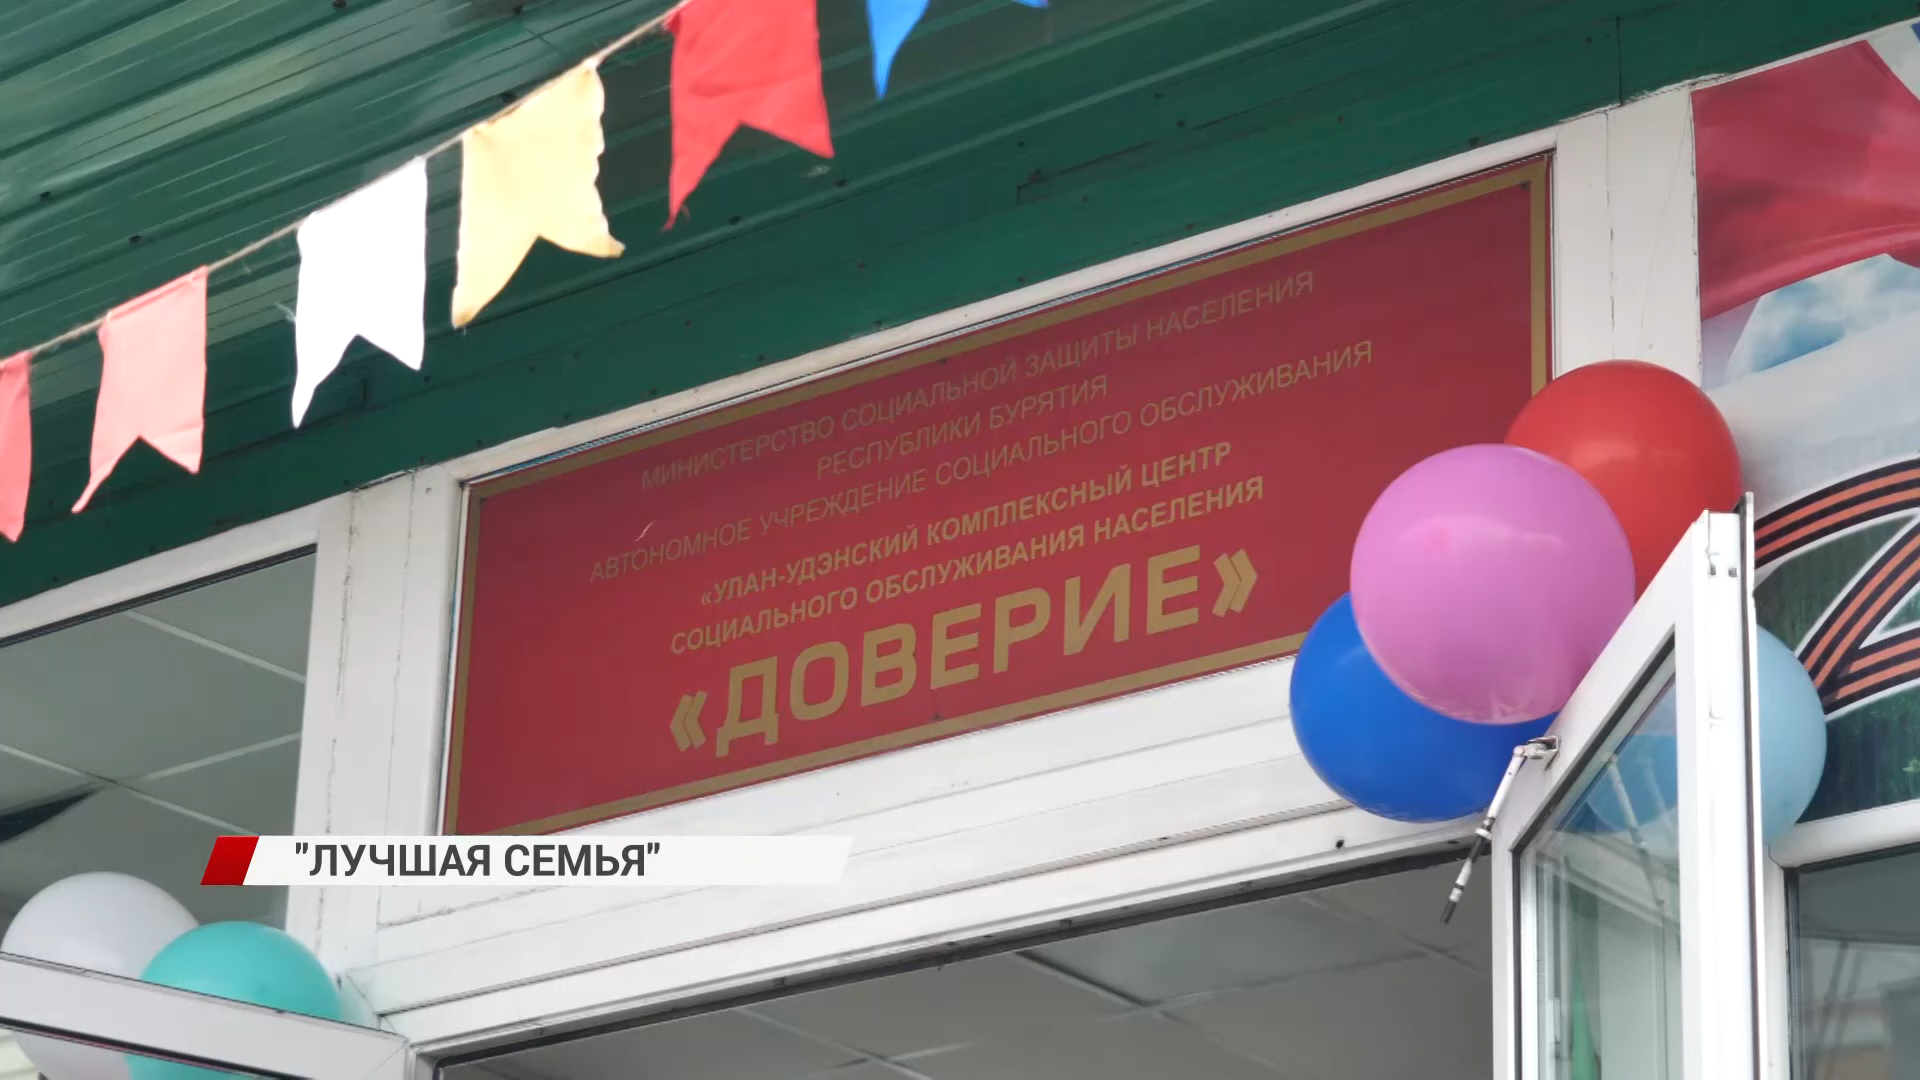 МИНИСТЕРСТВО СОЦИАЛЬНОЙ ЗАЩИТЫ НАСЕЛЕНИЯ
РЕСПУБЛИКИ БУРЯТИЯ
АВТОНОМНОЕ УЧРЕЖДЕНИЕ СОЦИАЛЬНОГО ОБСЛУЖИВАНИЯ
«УЛАН-УДЭНСКИЙ КОМПЛЕКСНЫЙ ЦЕНТР
СОЦИАЛЬНОГО ОБСЛУЖИВАНИЯ НАСЕЛЕНИЯ
«ДОВЕРИЕ»
"ЛУЧШАЯ СЕМЬЯ"